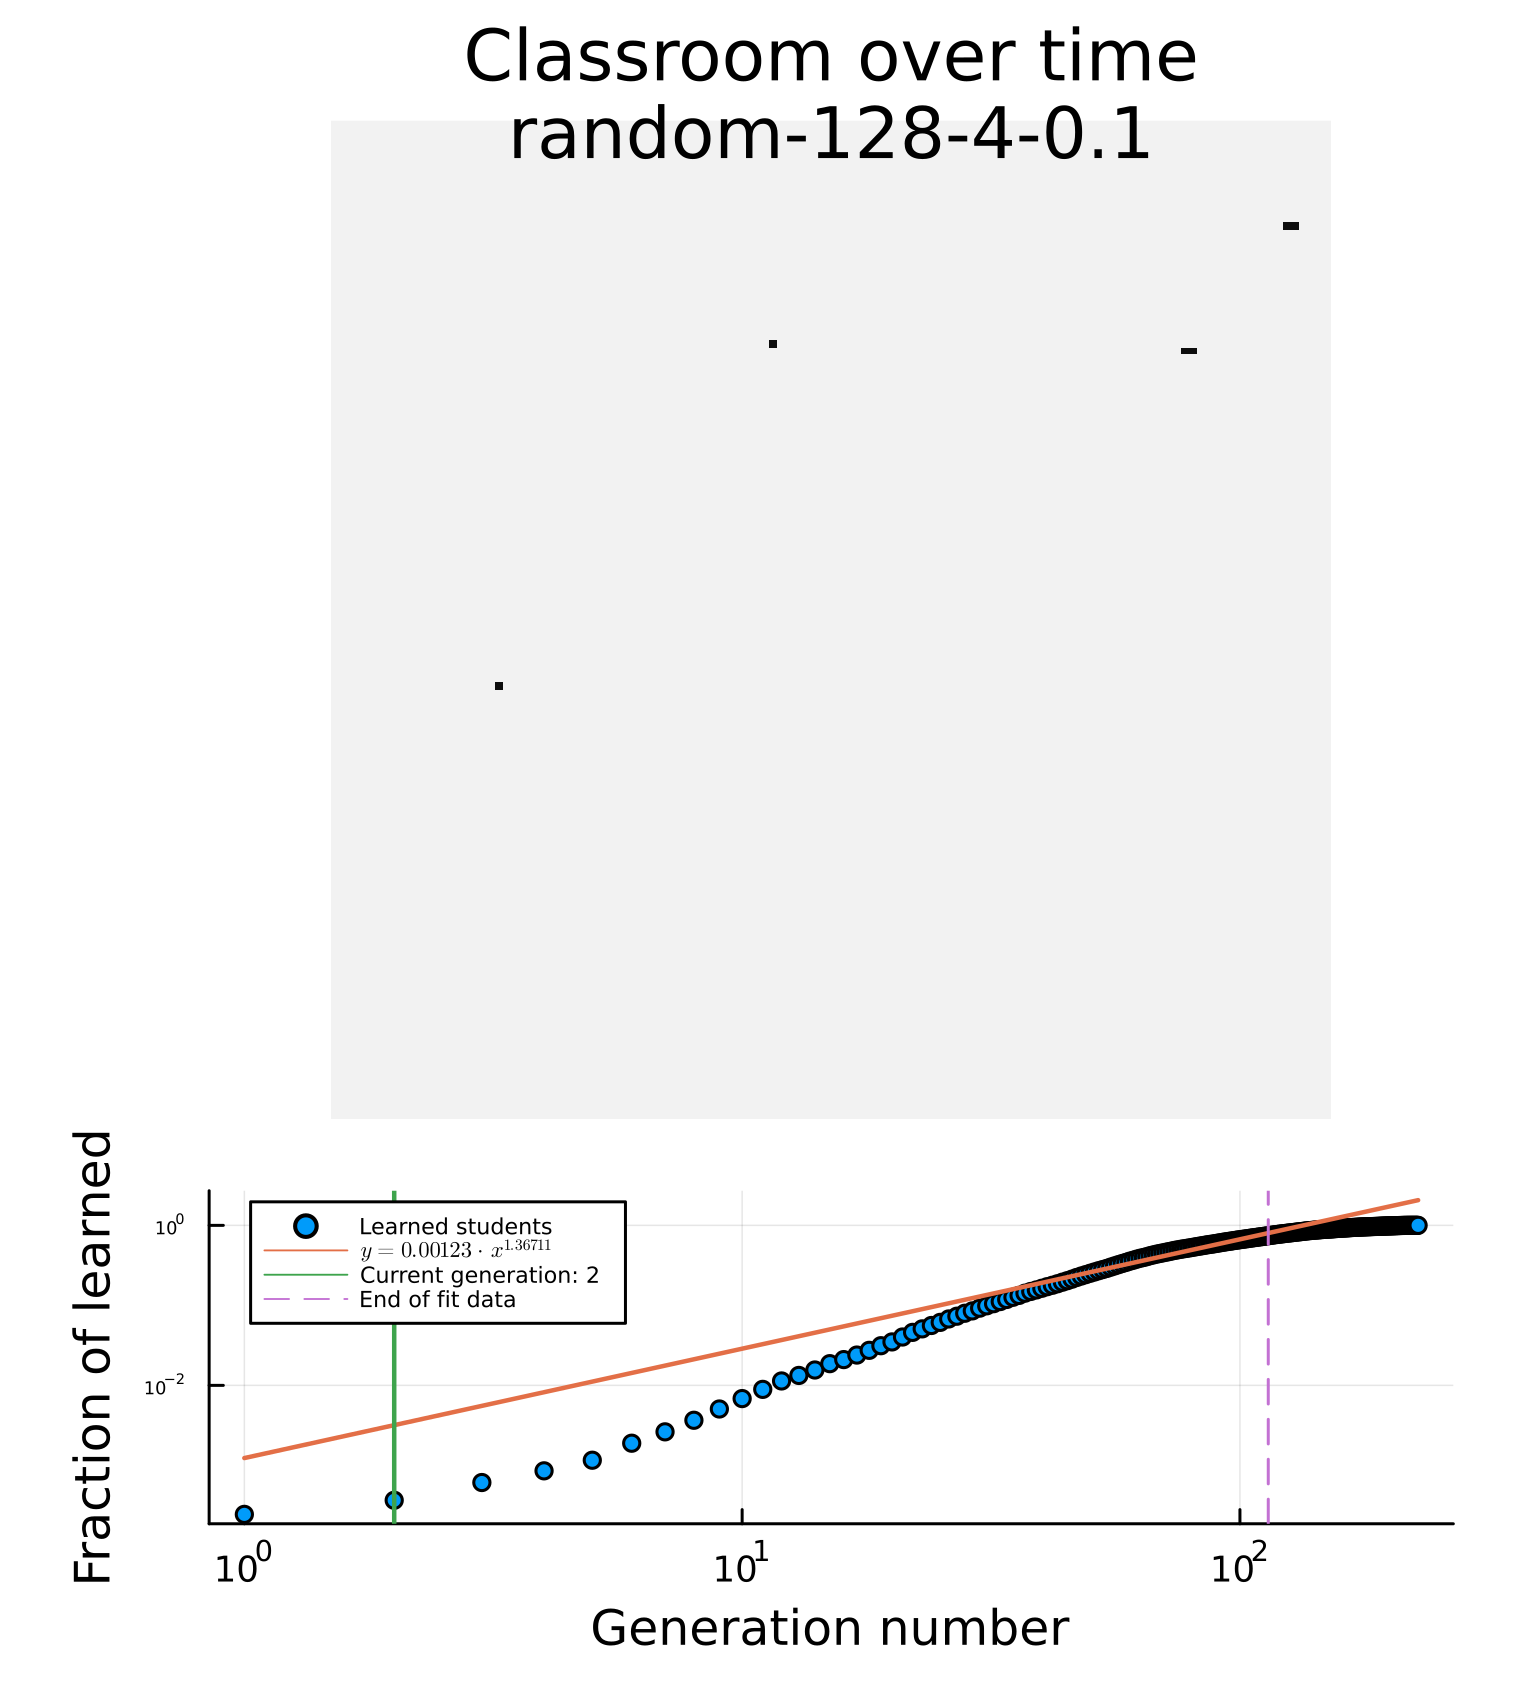 Classroom over time
random-128-4-0.1
Fraction of learned
10^0
10^-2
Learned students
y = 0.00123 · x^1.36711
Current generation: 2
End of fit data
10^0
10^1
10^2
Generation number